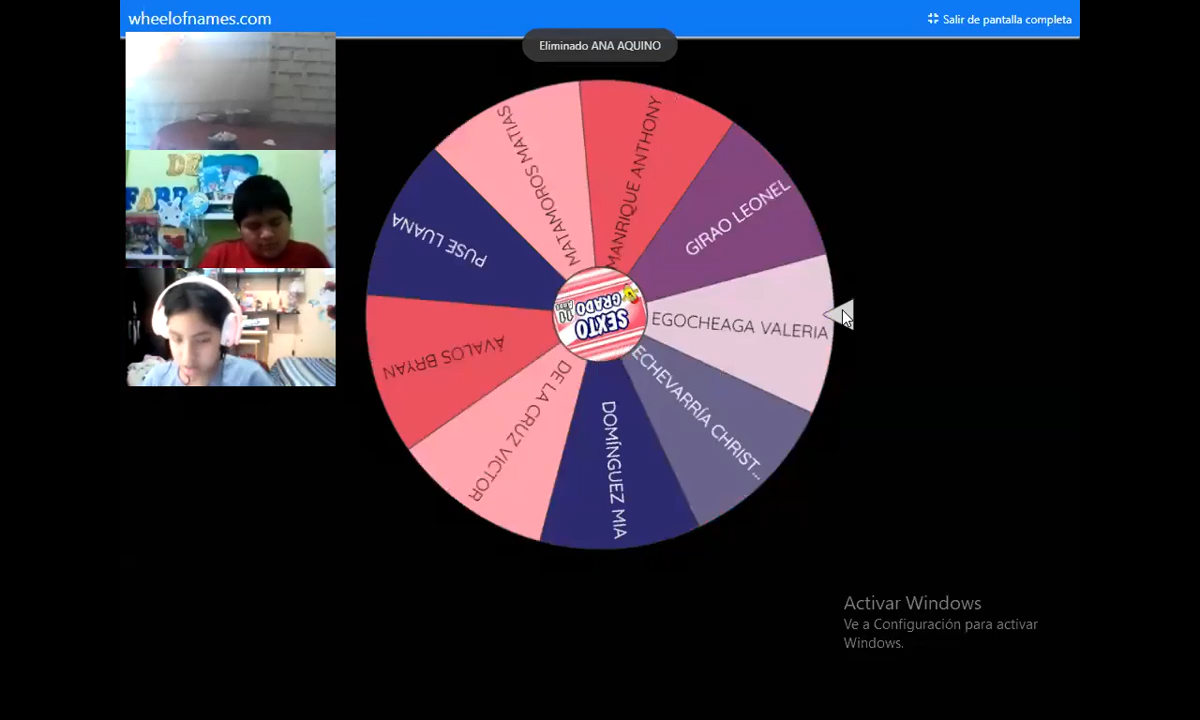 wheelofnames.com
Salir de pantalla completa
Eliminado ANA AQUINO
MATAMOROS MATIAS
MANRIQUE ANTHONY
GIRAO LEONEL
EGOCHEAGA VALERIA
ECHEVARRÍA CHRIST...
DOMÍNGUEZ MIA
DE LA CRUZ VICTOR
ÁVALOS BRYAN
PUSE LUANA
SEXTO
GRADO
Activar Windows
Ve a Configuración para activar
Windows.